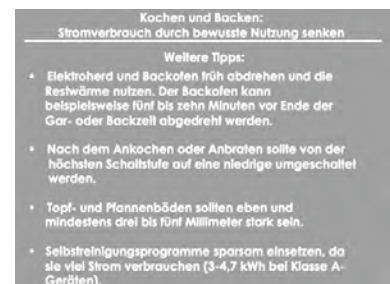 Kochen und Backen:
Stromverbrauch durch bewusste Nutzung senken
Weitere Tipps:
• Elektroherd und Backofen früh abdrehen und die
Restwärme nutzen. Der Backofen kann
beispielsweise fünf bis zehn Minuten vor Ende der
Gar- oder Backzeit abgedreht werden.
• Nach dem Ankochen oder Anbraten sollte von der
höchsten Schaltstufe auf eine niedrige umgeschaltet
werden.
• Topf- und Pfannenböden sollten eben und
mindestens drei bis fünf Millimeter stark sein.
• Selbstreinigungsprogramme sparsam einsetzen, da
sie viel Strom verbrauchen (3-4,7 kWh bei Klasse A-
Geräten).